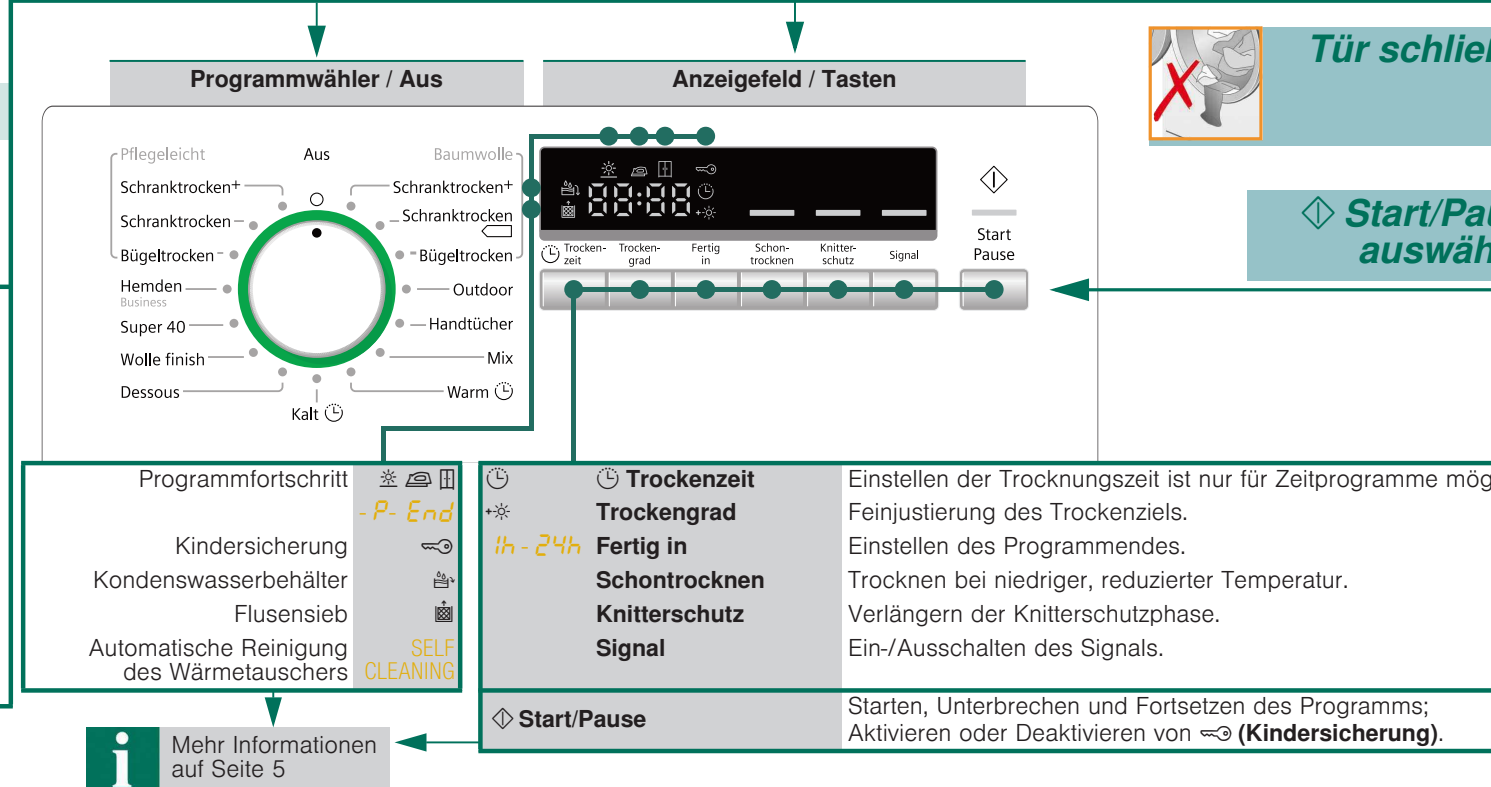 Programmwähler / Aus
Anzeigefeld / Tasten
Pflegeleicht
Aus
Baumwolle
Schranktrocken+
Schranktrocken
Bügeltrocken
Hemden
Business
Super 40
Wolle finish
Dessous
Kalt
Schranktrocken+
Schranktrocken
Bügeltrocken
Outdoor
Handtücher
Mix
Warm
88:88
Trocken-
zeit
Trocken-
grad
Fertig
in
Schon-
trocknen
Knitter-
schutz
Signal
Start
Pause
Tür schlie
Start/Pau
auswäh
Programmfortschritt
-P- End
Kindersicherung
Kondenswasserbehälter
Flusensieb
Automatische Reinigung
des Wärmetauschers
SELF
CLEANING
Trockenzeit Einstellen der Trocknungszeit ist nur für Zeitprogramme mög
Trockengrad Feinjustierung des Trockenziels.
1h - 24h Fertig in Einstellen des Programmendes.
Schontrocknen Trocknen bei niedriger, reduzierter Temperatur.
Knitterschutz Verlängern der Knitterschutzphase.
Signal Ein-/Ausschalten des Signals.
Start/Pause
Starten, Unterbrechen und Fortsetzen des Programms;
Aktivieren oder Deaktivieren von (Kindersicherung).
Mehr Informationen
auf Seite 5